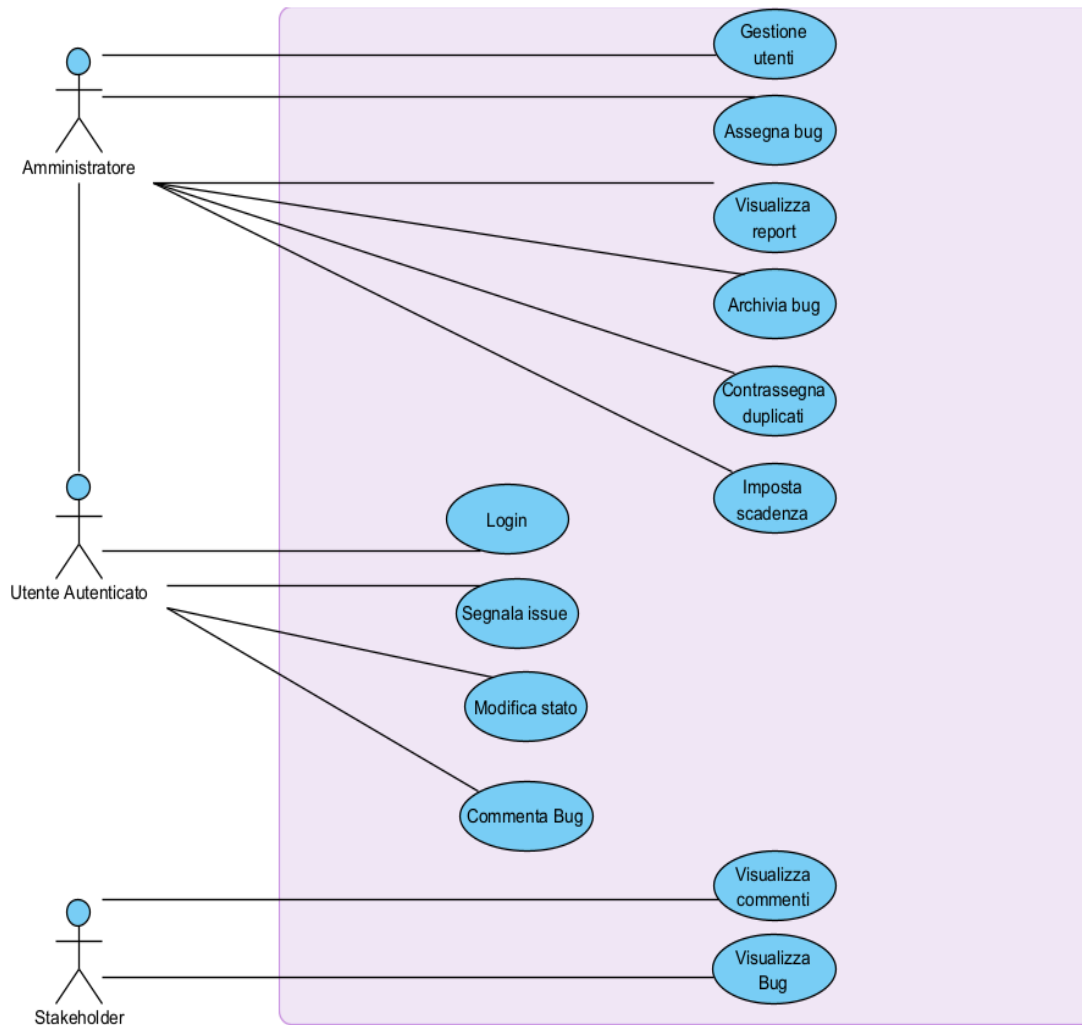 Gestione
utenti
Amministratore
Assegna bug
Visualizza
report
Archivia bug
Contrassegna
duplicati
Imposta
scadenza
Login
Utente Autenticato
Segnala issue
Modifica stato
Commenta Bug
Visualizza
commenti
Stakeholder
Visualizza
Bug